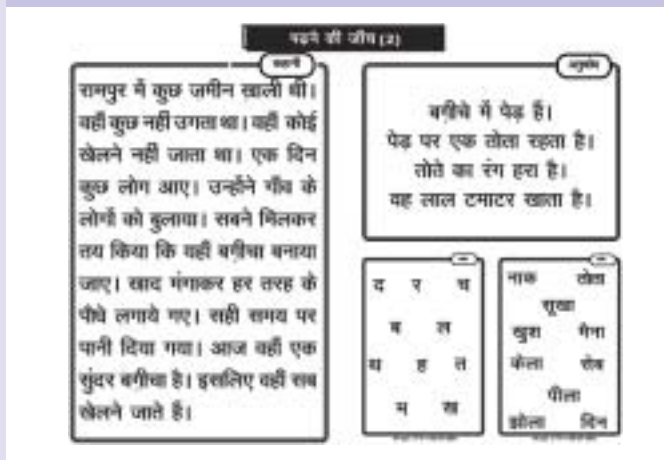 पढ़ने की जाँच (2)
कहानी
रामपुर में कुछ ज़मीन खाली थी।
वहाँ कुछ नहीं उगता था। वहाँ कोई
खेलने नहीं जाता था। एक दिन
कुछ लोग आए। उन्होंने गाँव के
लोगों को बुलाया। सबने मिलकर
तय किया कि यहाँ बग़ीचा बनाया
जाए। खाद मंगाकर हर तरह के
पौधे लगाये गए। सही समय पर
पानी दिया गया। आज वहाँ एक
सुंदर बगीचा है। इसलिए वहाँ सब
खेलने जाते हैं।
अनुच्छेद
बग़ीचे में पेड़ हैं।
पेड़ पर एक तोता रहता है।
तोते का रंग हरा है।
वह लाल टमाटर खाता है।
द र च
ब ल
थ ह त
म ख
नाक तोता
सूखा
खुश मैना
केला सेब
पीला
झोला दिन